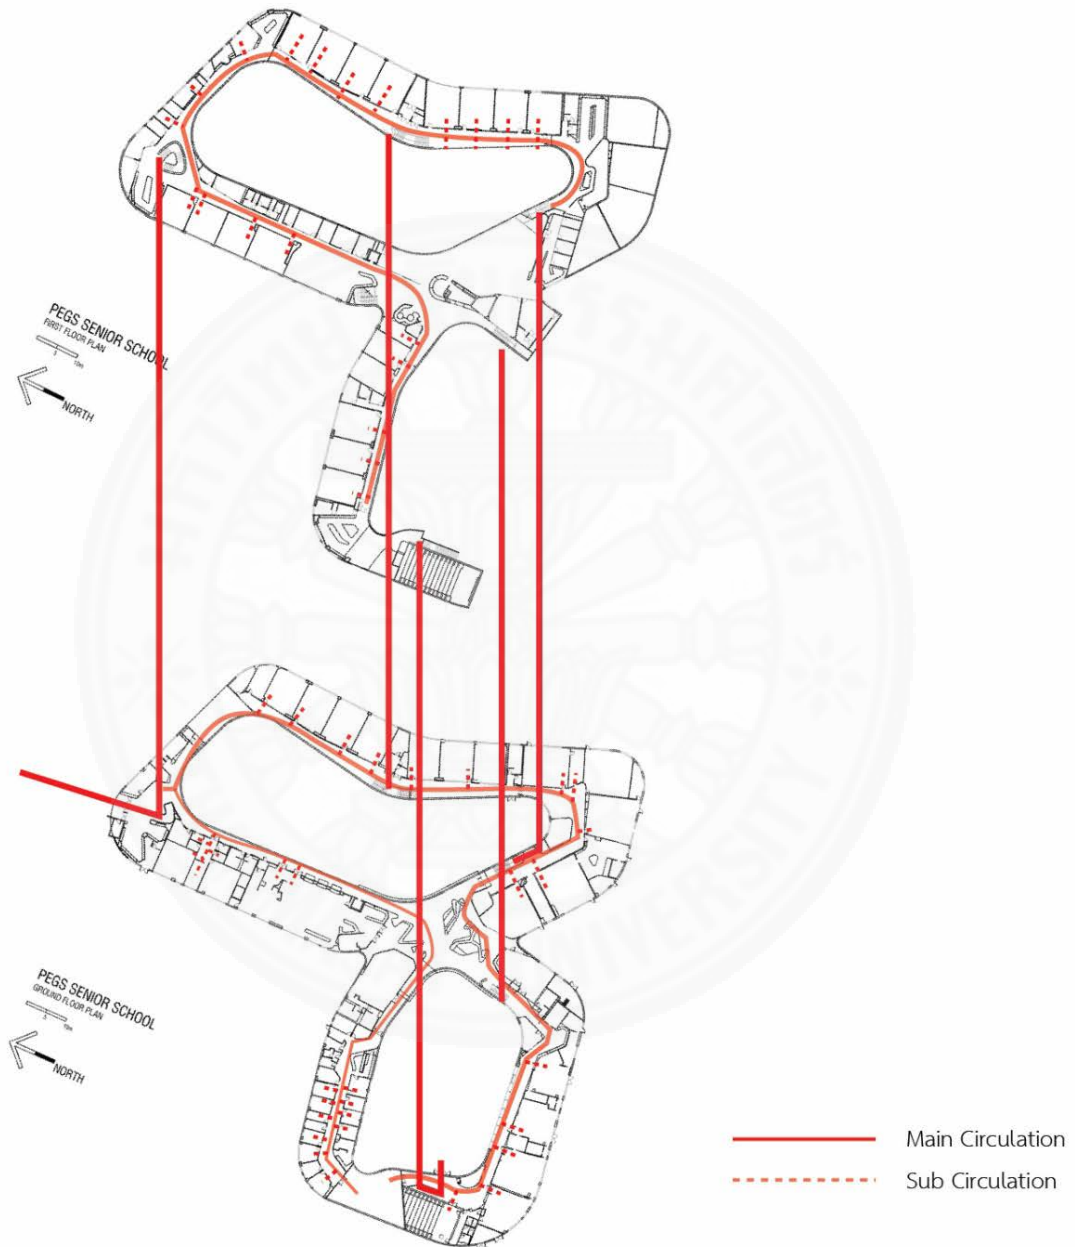 PEGS SENIOR SCHOOL
FIRST FLOOR PLAN
NORTH
PEGS SENIOR SCHOOL
GROUND FLOOR PLAN
NORTH
Main Circulation
Sub Circulation